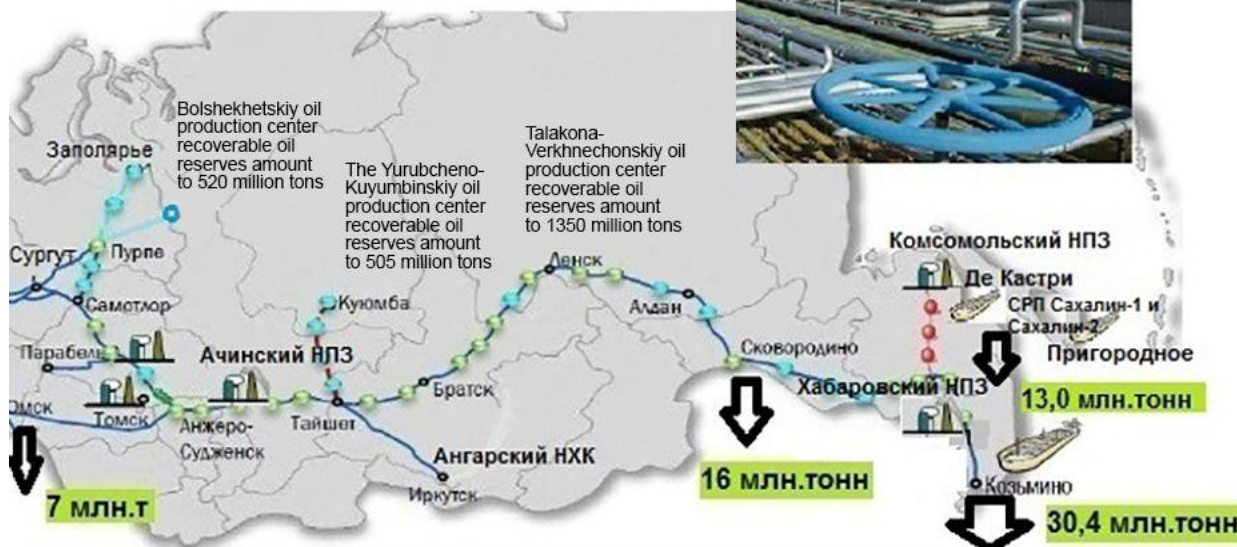 Bolshekhetskiy oil
production center
recoverable oil
reserves amount
to 520 million tons
Заполярье
The Yurubcheno-
Kuyumbinskiy oil
production center
recoverable oil
reserves amount
to 505 million tons
Talakona-
Verkhnechonskiy oil
production center
recoverable oil
reserves amount
to 1350 million tons
Сургут
Пурпе
Самотлор
Куюмба
Ленск
Алдан
Комсомольский НПЗ
Де Кастри
СРП Сахалин-1 и
Сахалин-2
Пригородное
13,0 млн.тонн
Парабель
Ачинский НПЗ
Сковородино
Хабаровский НПЗ
Омск
Томск
Анжеро-
Судженск
Тайшет
Братск
Ангарский НХК
Иркутск
7 млн.т
16 млн.тонн
Козьмино
30,4 млн.тонн